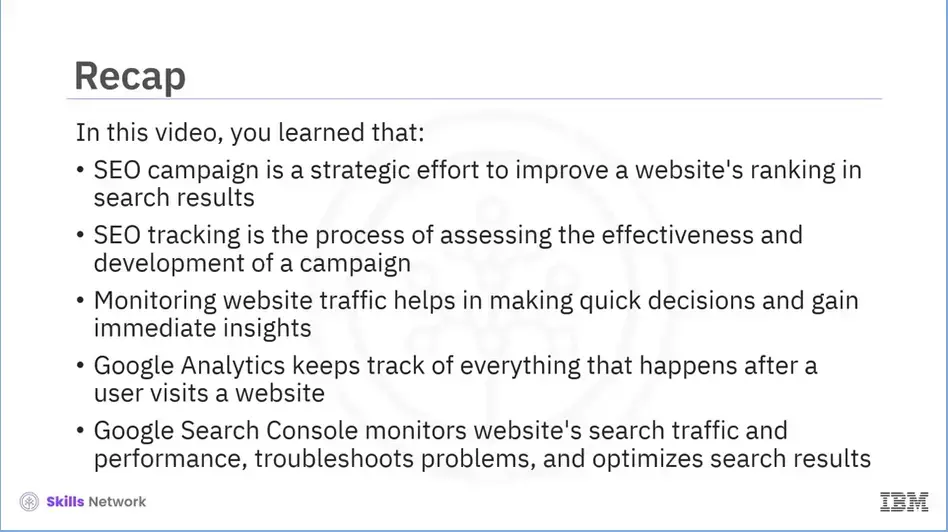 Recap
In this video, you learned that:
• SEO campaign is a strategic effort to improve a website's ranking in
search results
• SEO tracking is the process of assessing the effectiveness and
development of a campaign
• Monitoring website traffic helps in making quick decisions and gain
immediate insights
• Google Analytics keeps track of everything that happens after a
user visits a website
• Google Search Console monitors website's search traffic and
performance, troubleshoots problems, and optimizes search results
Skills Network
IBM